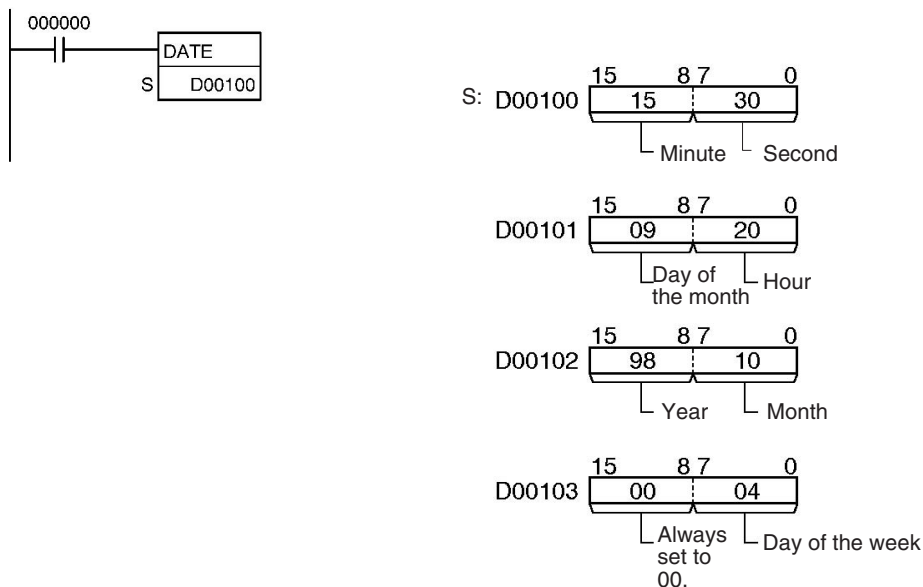 000000
DATE
S D00100
15 8 7 0
S: D00100 15 30
Minute Second
15 8 7 0
D00101 09 20
Day of
the month
Hour
15 8 7 0
D00102 98 10
Year Month
15 8 7 0
D00103 00 04
Always
set to
00.
Day of the week